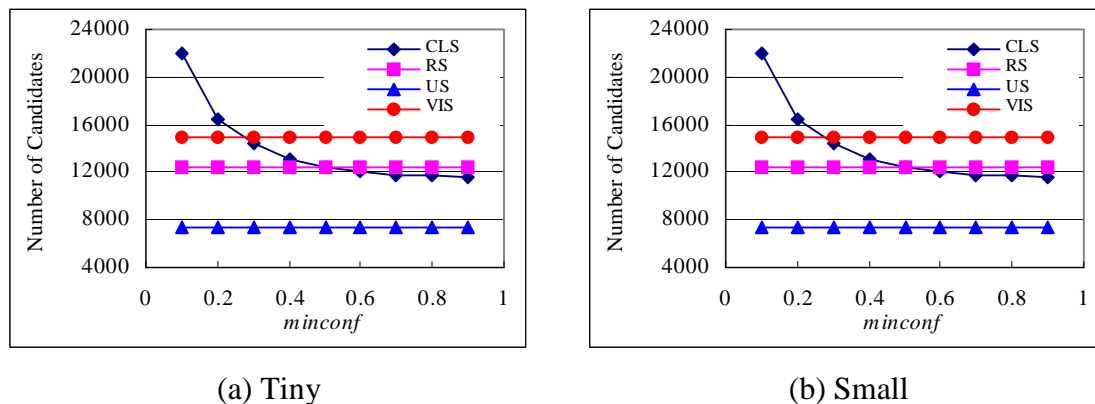 24000
20000
16000
12000
8000
4000
Number of Candidates
0 0.2 0.4 0.6 0.8 1
minconf
CLS
RS
US
VIS
(a) Tiny
24000
20000
16000
12000
8000
4000
Number of Candidates
0 0.2 0.4 0.6 0.8 1
minconf
CLS
RS
US
VIS
(b) Small